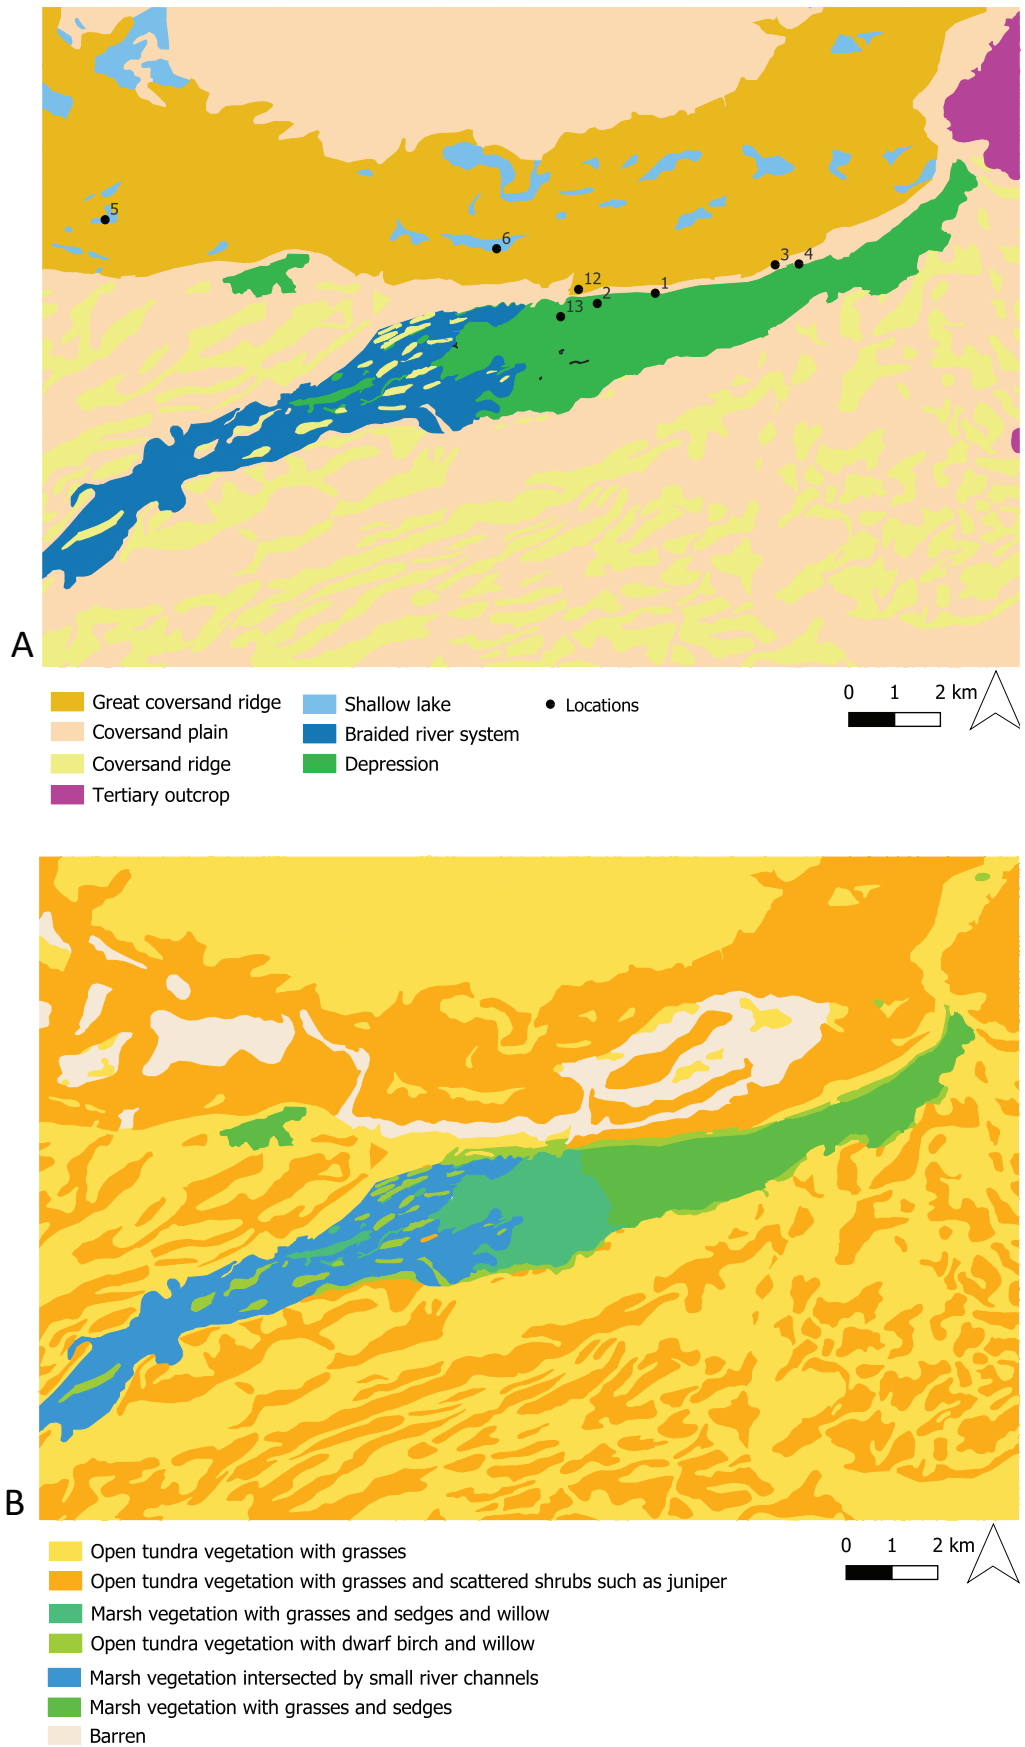 5
6
3 4
12
1
2
13
A
0 1 2 km
Great coversand ridge
Shallow lake
Locations
Coversand plain
Braided river system
Coversand ridge
Depression
Tertiary outcrop
B
0 1 2 km
Open tundra vegetation with grasses
Open tundra vegetation with grasses and scattered shrubs such as juniper
Marsh vegetation with grasses and sedges and willow
Open tundra vegetation with dwarf birch and willow
Marsh vegetation intersected by small river channels
Marsh vegetation with grasses and sedges
Barren